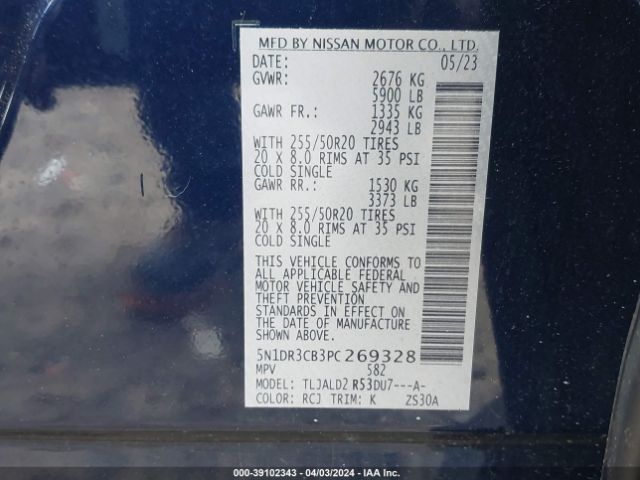 MFD BY NISSAN MOTOR CO., LTD.
DATE: 05/23
GVWR: 2676 KG
5900 LB
GAWR FR.: 1335 KG
2943 LB
WITH 255/50R20 TIRES
20 X 8.0 RIMS AT 35 PSI
COLD SINGLE
GAWR RR.: 1530 KG
3373 LB
WITH 255/50R20 TIRES
20 X 8.0 RIMS AT 35 PSI
COLD SINGLE
THIS VEHICLE CONFORMS TO
ALL APPLICABLE FEDERAL
MOTOR VEHICLE SAFETY AND
THEFT PREVENTION
STANDARDS IN EFFECT ON
THE DATE OF MANUFACTURE
SHOWN ABOVE.
5N1DR3CB3PC269328
MPV 582
MODEL: TLJALD2 R53DU7---A-
COLOR: RCJ TRIM: K ZS30A
000-39102343 - 04/03/2024 - IAA Inc.